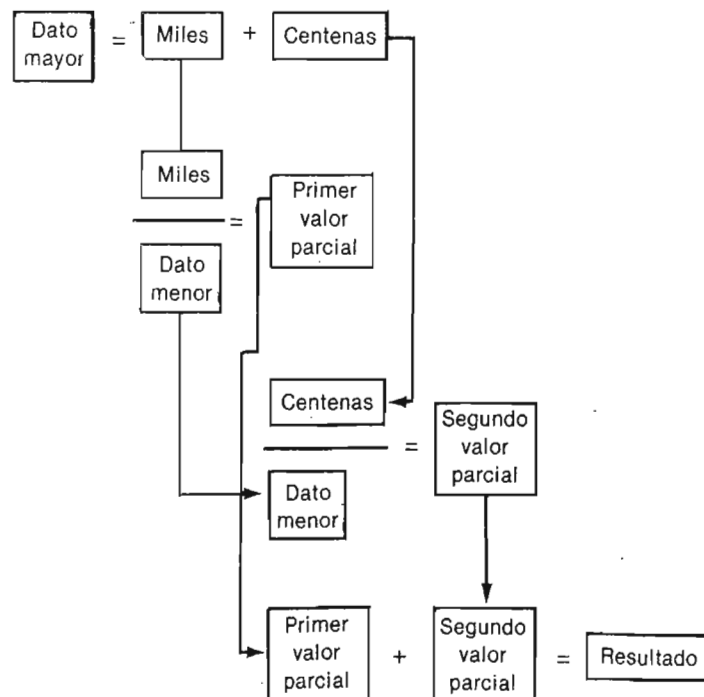 Dato
mayor
= Miles + Centenas
Miles
=
Primer
valor
parcial
Dato
menor
Centenas
=
Segundo
valor
parcial
Dato
menor
Primer
valor
parcial
+
Segundo
valor
parcial
= Resultado